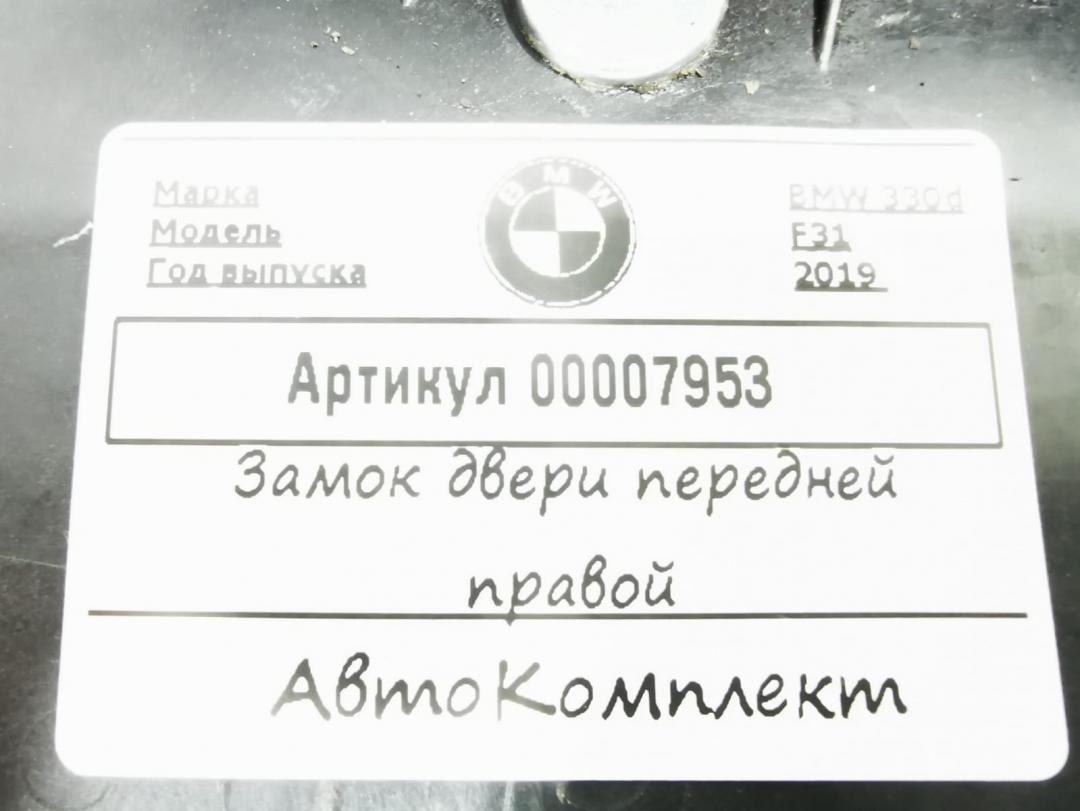 Марка BMW 330d
Модель F31
Год выпуска 2019
BMW
Артикул 00007953
Замок двери передней
правой
АвтоКомплект